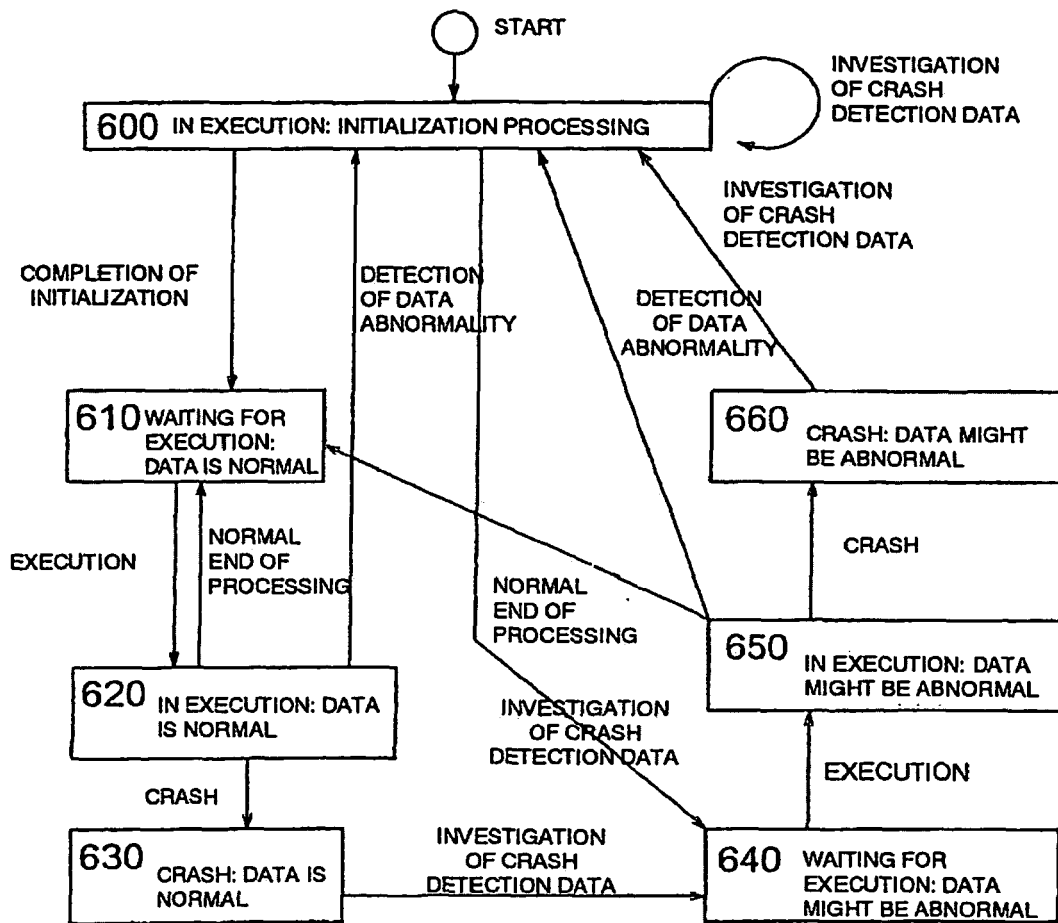 START
INVESTIGATION
OF CRASH
DETECTION DATA
600 IN EXECUTION: INITIALIZATION PROCESSING
INVESTIGATION
OF CRASH
DETECTION DATA
COMPLETION OF
INITIALIZATION
DETECTION
OF DATA
ABNORMALITY
DETECTION
OF DATA
ABNORMALITY
610 WAITING FOR
EXECUTION:
DATA IS NORMAL
660
CRASH: DATA MIGHT
BE ABNORMAL
EXECUTION
NORMAL
END OF
PROCESSING
CRASH
NORMAL
END OF
PROCESSING
650
IN EXECUTION: DATA
MIGHT BE ABNORMAL
620
IN EXECUTION: DATA
IS NORMAL
INVESTIGATION
OF CRASH
DETECTION DATA
EXECUTION
CRASH
630
CRASH: DATA IS
NORMAL
INVESTIGATION
OF CRASH
DETECTION DATA
640
WAITING FOR
EXECUTION: DATA
MIGHT BE ABNORMAL